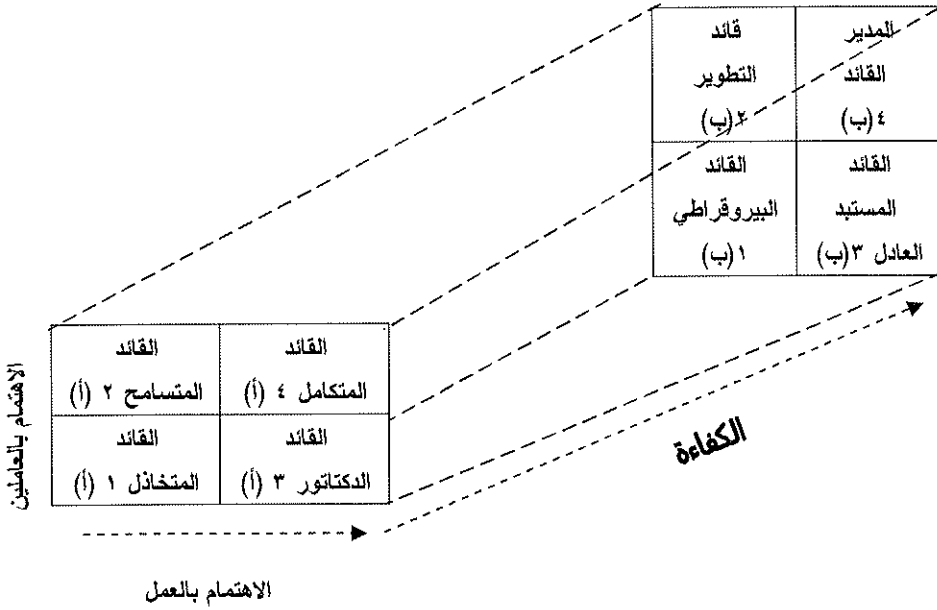 المدير
القائد
٤(ب)
قائد
التطوير
٢(ب)
القائد
المستبد
العادل ٣(ب)
القائد
البيروقراطي
١(ب)
القائد
المتكامل ٤ (أ)
القائد
المتسامح ٢ (أ)
القائد
الدكتاتور ٣ (أ)
القائد
المتخاذل ١ (أ)
الاهتمام بالعاملين
الكفاءة
الاهتمام بالعمل